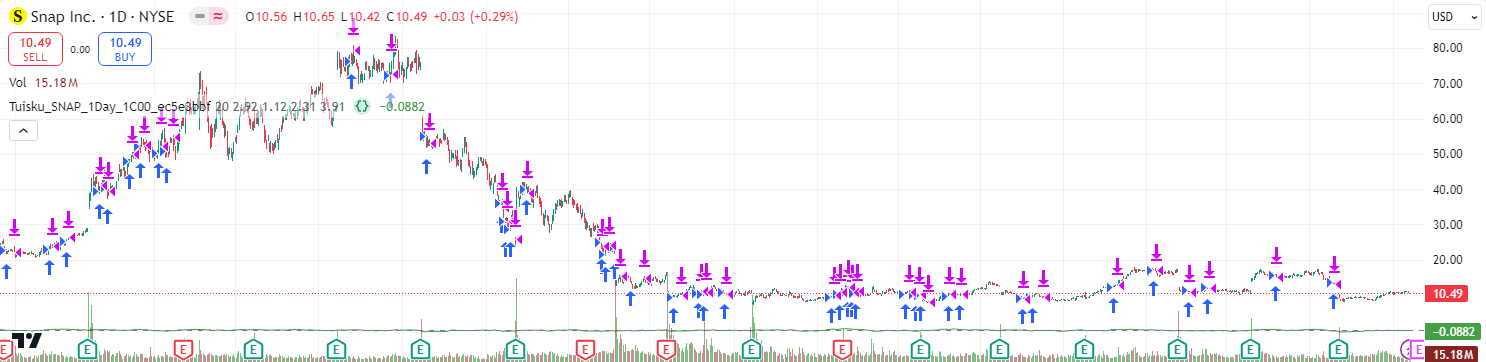 S Snap Inc. · 1D · NYSE O10.56 H10.65 L10.42 C10.49 +0.03 (+0.29%)
USD
10.49 SELL 0.00 10.49 BUY
80.00
Vol 15.18M
70.00
Tuisku_SNAP_1Day_1C00_ec5e3bbf 20 2.92 1.12 2.31 3.91 {} −0.0882
60.00
50.00
40.00
30.00
20.00
10.49
−0.0882
E E E E E E E E E E E E E E E E E
15.18M